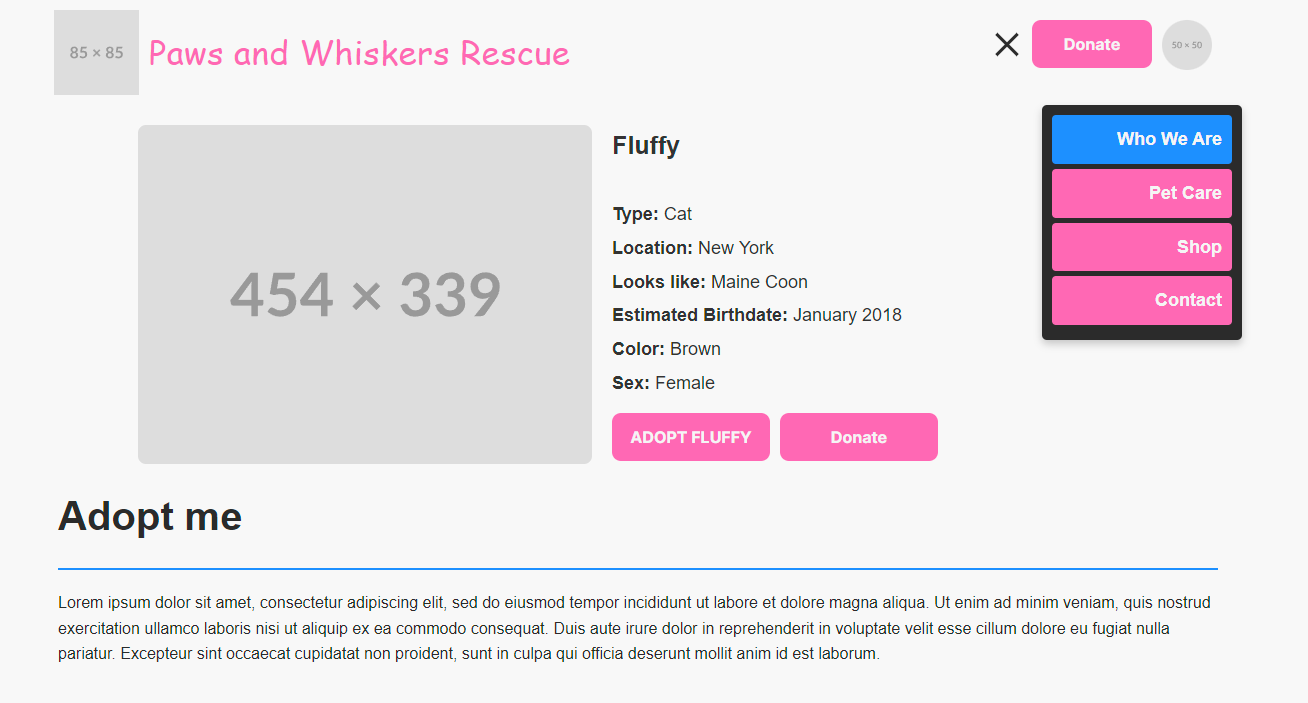 85 × 85
Paws and Whiskers Rescue
Donate
50 × 50
Who We Are
Pet Care
Shop
Contact
454 × 339
Fluffy
Type: Cat
Location: New York
Looks like: Maine Coon
Estimated Birthdate: January 2018
Color: Brown
Sex: Female
ADOPT FLUFFY
Donate
Adopt me
Lorem ipsum dolor sit amet, consectetur adipiscing elit, sed do eiusmod tempor incididunt ut labore et dolore magna aliqua. Ut enim ad minim veniam, quis nostrud
exercitation ullamco laboris nisi ut aliquip ex ea commodo consequat. Duis aute irure dolor in reprehenderit in voluptate velit esse cillum dolore eu fugiat nulla
pariatur. Excepteur sint occaecat cupidatat non proident, sunt in culpa qui officia deserunt mollit anim id est laborum.